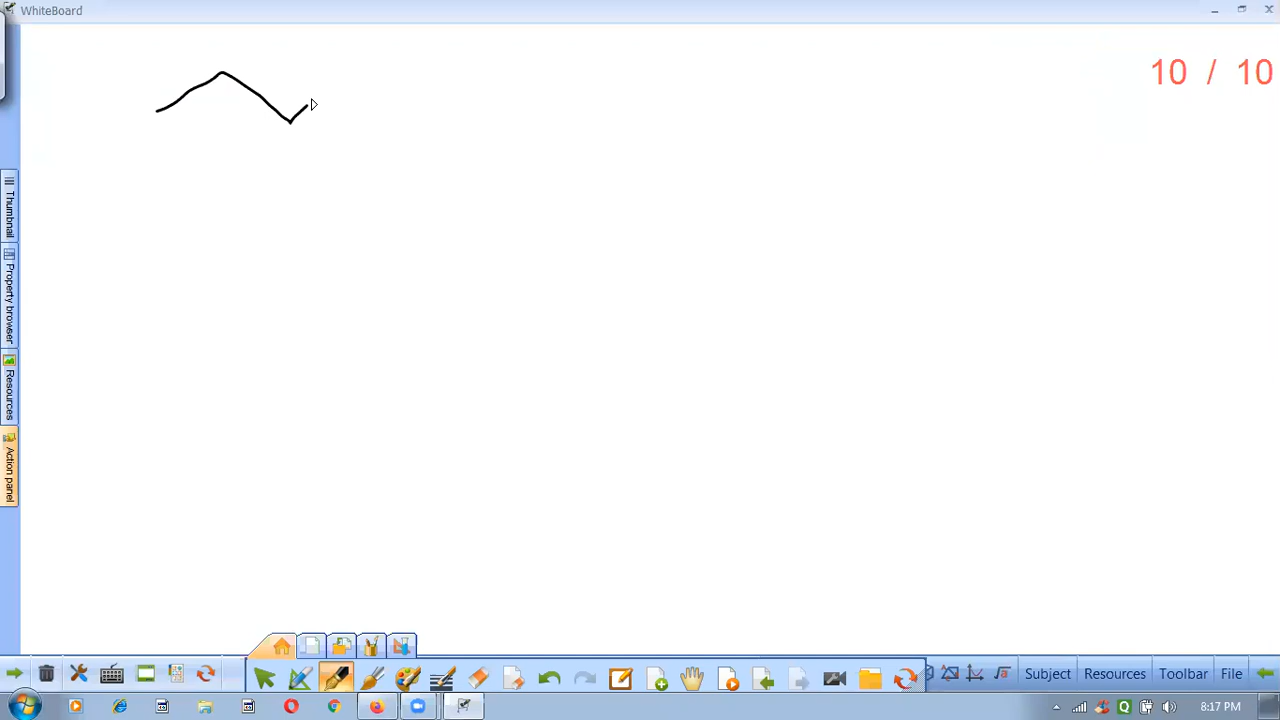 WhiteBoard
10 / 10
Thumbnail
Property browser
Resources
Action panel
Subject
Resources
Toolbar
File
8:17 PM